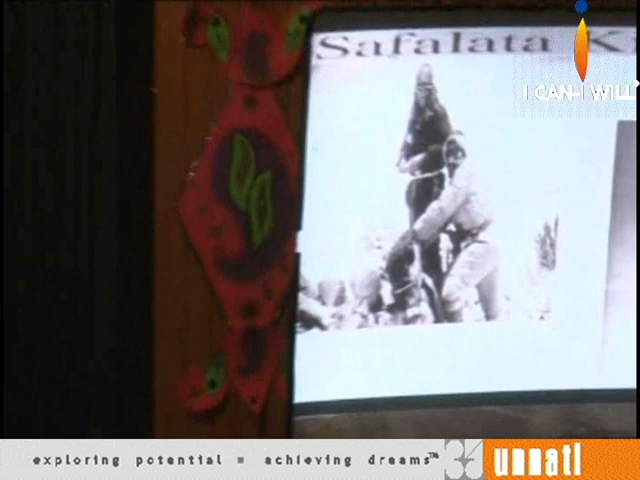 Safalata K
I CAN-I WILL
exploring potential ■ achieving dreams™
unnati